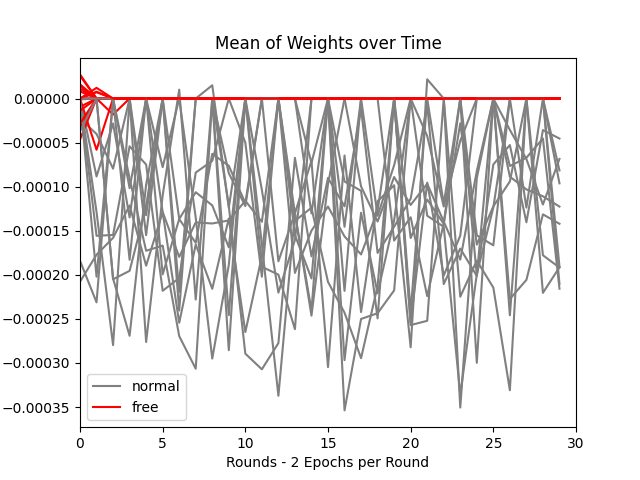 Mean of Weights over Time
0.00000
−0.00005
−0.00010
−0.00015
−0.00020
−0.00025
−0.00030
−0.00035
normal
free
0 5 10 15 20 25 30
Rounds - 2 Epochs per Round